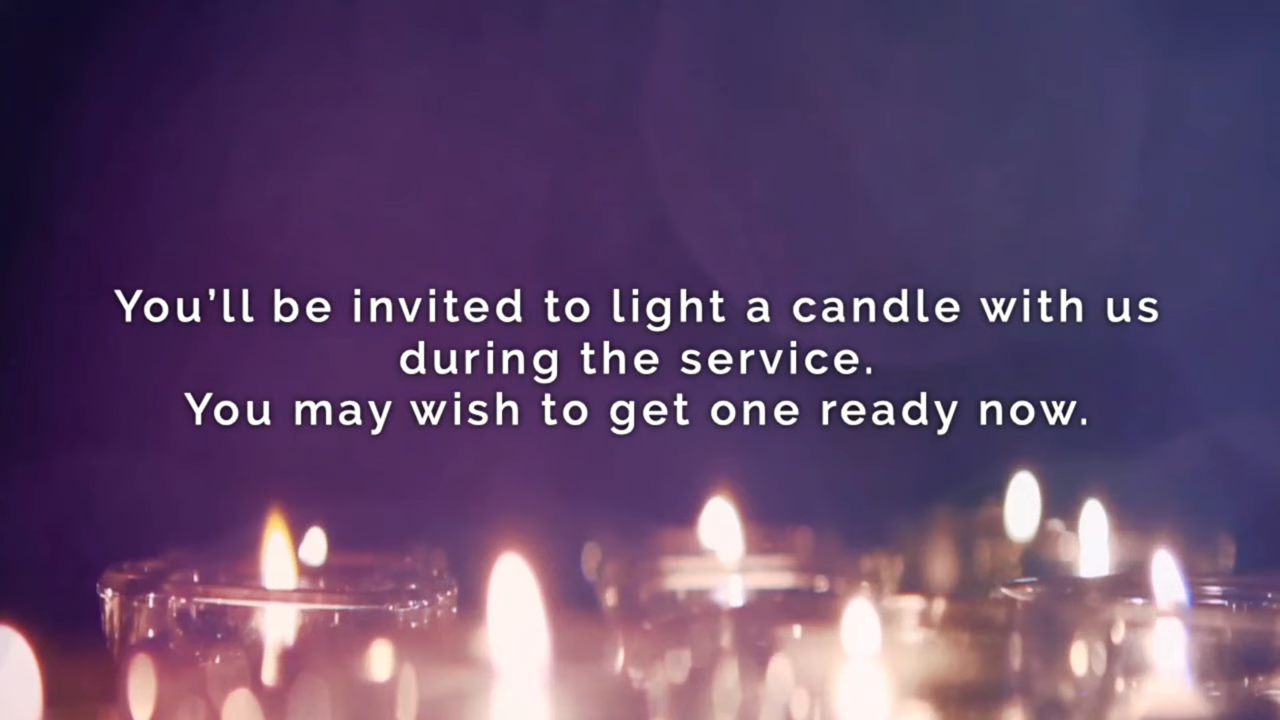 You’ll be invited to light a candle with us
during the service.
You may wish to get one ready now.